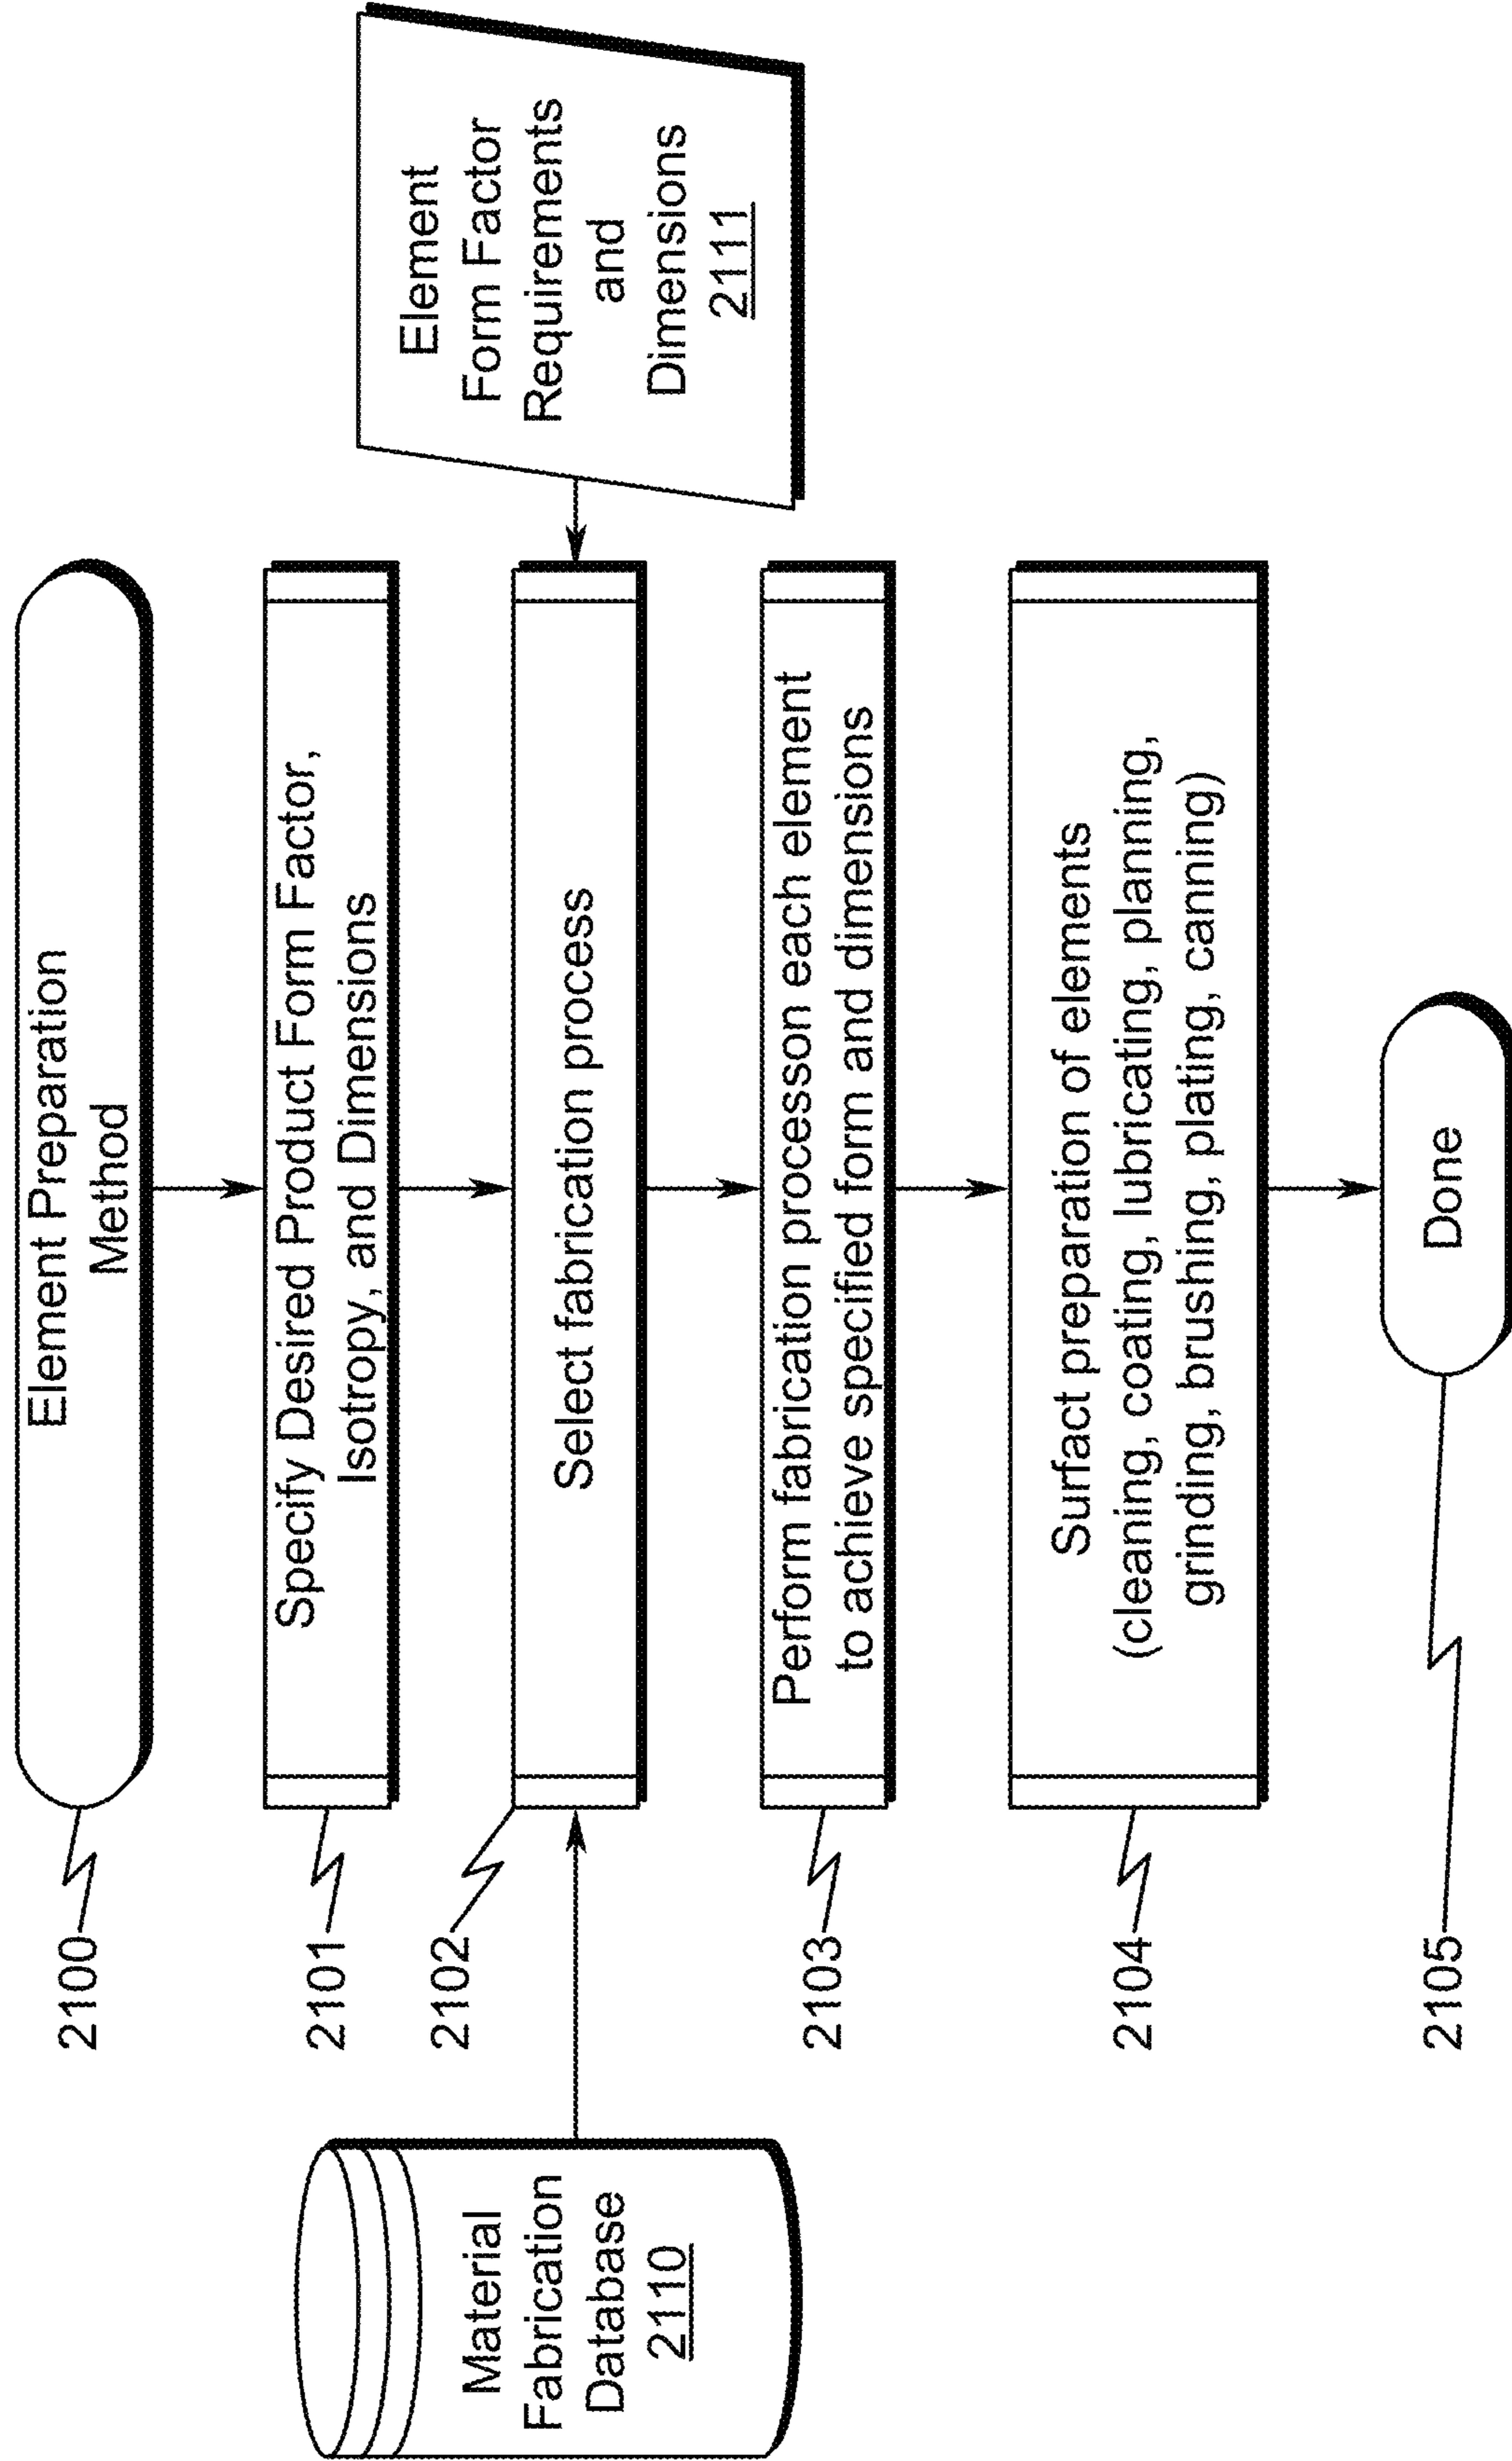 Element Preparation
Method
2100
Specify Desired Product Form Factor,
Isotropy, and Dimensions
2101
Material
Fabrication
Database
2110
2102
Select fabrication process
Element
Form Factor
Requirements
and
Dimensions
2111
Perform fabrication processon each element
to achieve specified form and dimensions
2103
Surfact preparation of elements
(cleaning, coating, lubricating, planning,
grinding, brushing, plating, canning)
2104
Done
2105